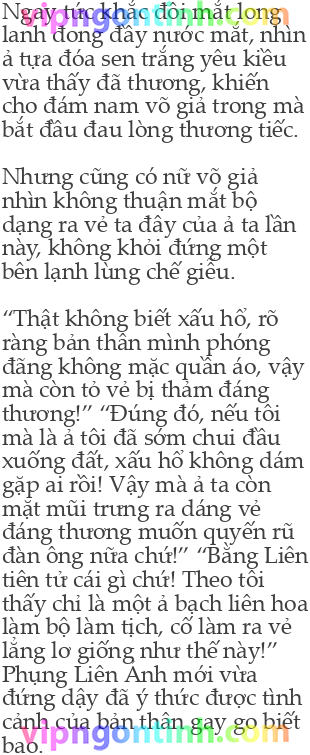 Ngay tức khắc đôi mắt long
lanh đong đầy nước mắt, nhìn
ả tựa đóa sen trắng yêu kiều
vừa thấy đã thương, khiến
cho đám nam võ giả trong mà
bắt đầu đau lòng thương tiếc.

Nhưng cũng có nữ võ giả
nhìn không thuận mắt bộ
dạng ra vẻ ta đây của ả ta lần
này, không khỏi đứng một
bên lạnh lùng chế giễu.

“Thật không biết xấu hổ, rõ
ràng bản thân mình phóng
đãng không mặc quần áo, vậy
mà còn tỏ vẻ bị thảm đáng
thương!” “Đúng đó, nếu tôi
mà là ả tôi đã sớm chui đầu
xuống đất, xấu hổ không dám
gặp ai rồi! Vậy mà ả ta còn
mặt mũi trưng ra dáng vẻ
đáng thương muốn quyến rũ
đàn ông nữa chứ!” “Băng Liên
tiên tử cái gì chứ! Theo tôi
thấy chỉ là một ả bạch liên hoa
làm bộ làm tịch, cố làm ra vẻ
lẳng lơ giống như thế này!”
Phụng Liên Ảnh mới vừa
đứng dậy đã ý thức được tình
cảnh của bản thân gay go biết
bao.
vipngontinh.com
vipngontinh.com